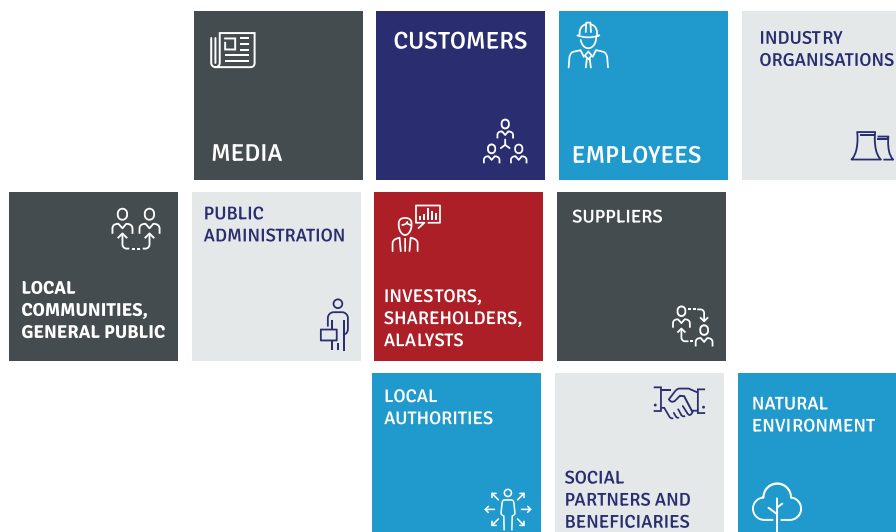 MEDIA
CUSTOMERS
EMPLOYEES
INDUSTRY
ORGANISATIONS
LOCAL
COMMUNITIES,
GENERAL PUBLIC
PUBLIC
ADMINISTRATION
INVESTORS,
SHAREHOLDERS,
ALALYSTS
SUPPLIERS
LOCAL
AUTHORITIES
SOCIAL
PARTNERS AND
BENEFICIARIES
NATURAL
ENVIRONMENT